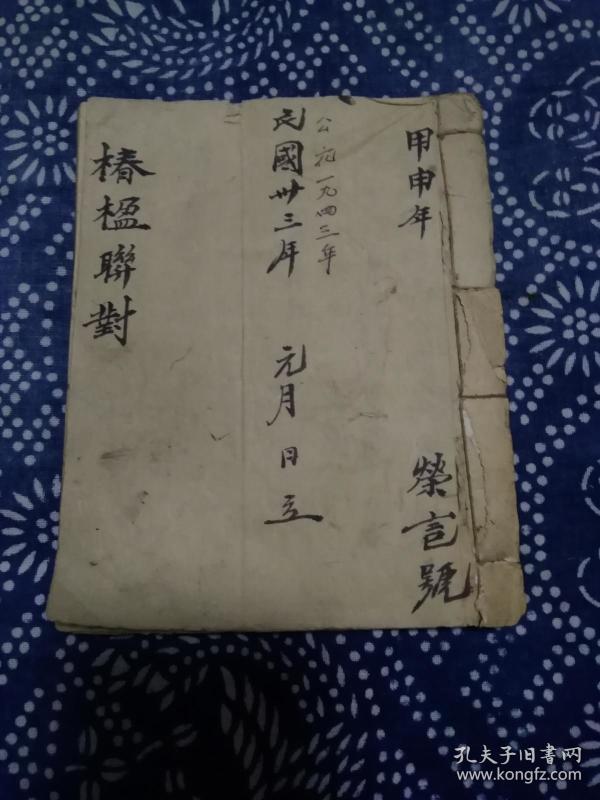 甲申年 榮言號
公元一九四三年
民國卅三年 元月 日立
椿楹聯對
孔夫子旧书网
www.kongfz.com